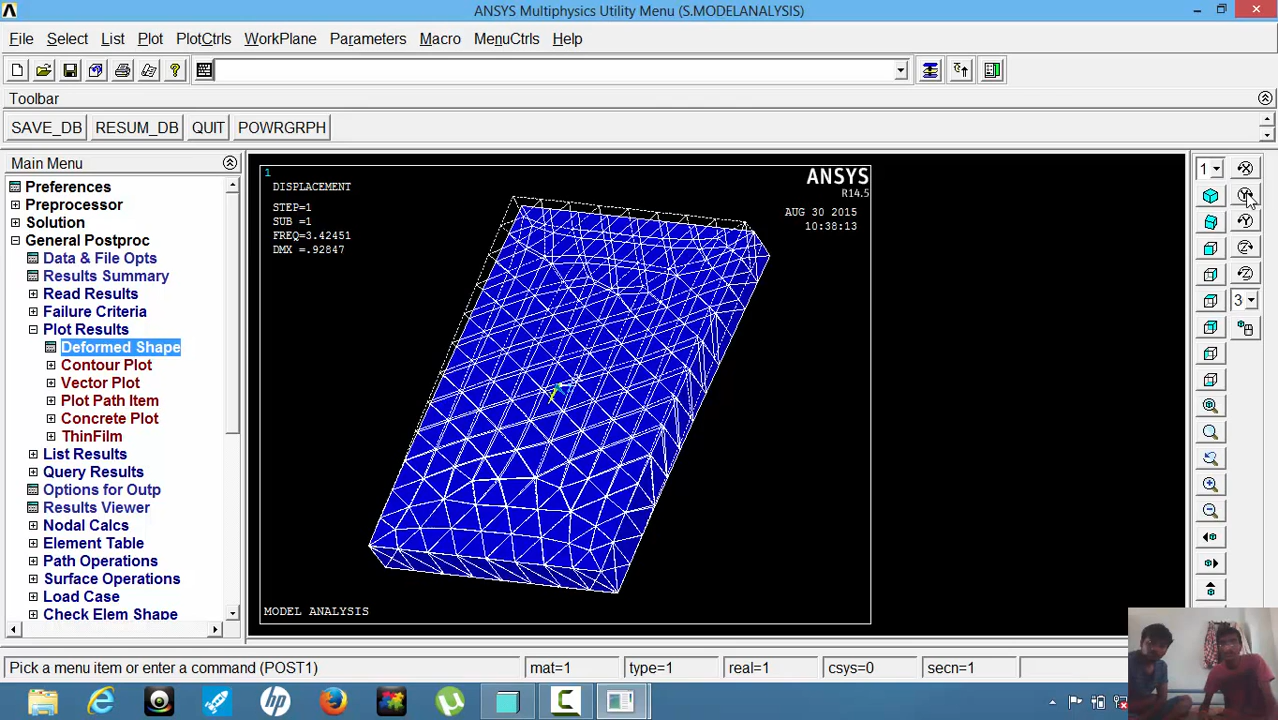 ANSYS Multiphysics Utility Menu (S.MODELANALYSIS)
File Select List Plot PlotCtrls WorkPlane Parameters Macro MenuCtrls Help
Toolbar
SAVE_DB RESUM_DB QUIT POWRGRPH
Main Menu
Preferences
Preprocessor
Solution
General Postproc
Data & File Opts
Results Summary
Read Results
Failure Criteria
Plot Results
Deformed Shape
Contour Plot
Vector Plot
Plot Path Item
Concrete Plot
ThinFilm
List Results
Query Results
Options for Outp
Results Viewer
Nodal Calcs
Element Table
Path Operations
Surface Operations
Load Case
Check Elem Shape
1
DISPLACEMENT
STEP=1
SUB =1
FREQ=3.42451
DMX =.92847
ANSYS
R14.5
AUG 30 2015
10:38:13
MODEL ANALYSIS
1
3
Pick a menu item or enter a command (POST1) mat=1 type=1 real=1 csys=0 secn=1